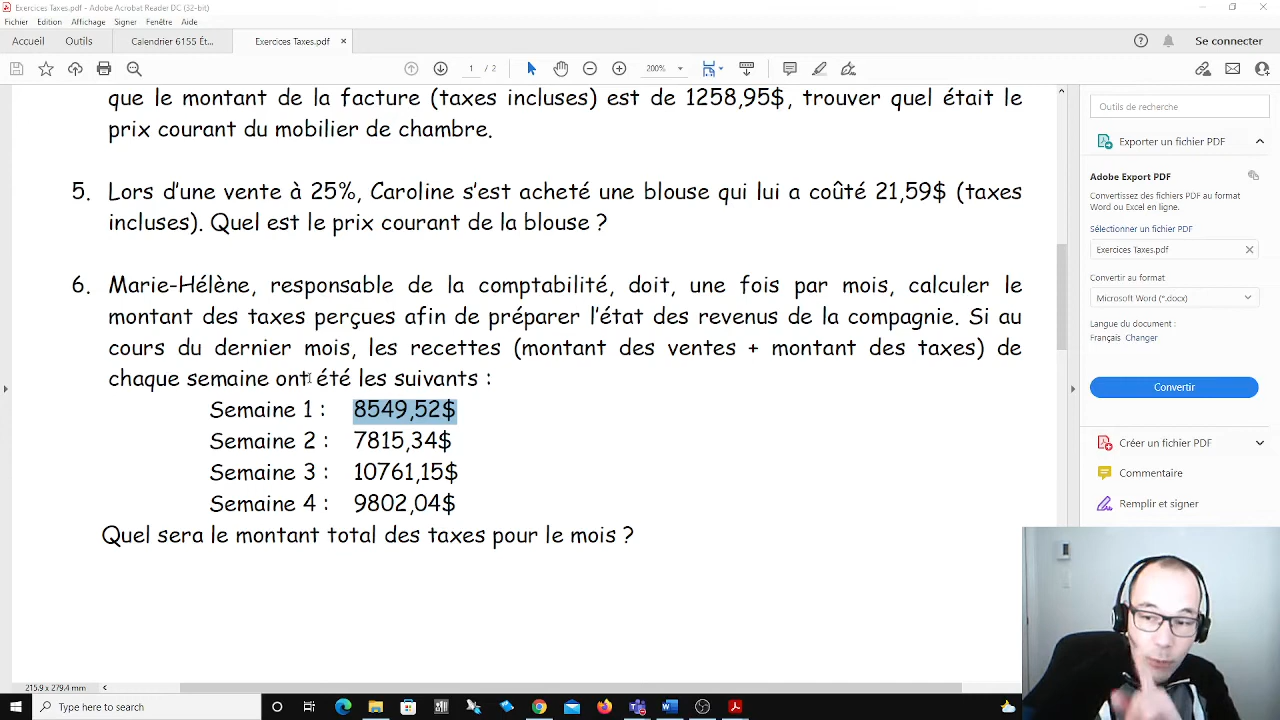 Exercices Taxes.pdf - Adobe Acrobat Reader DC (32-bit)
Fichier Edition Affichage Signer Fenêtre Aide
Accueil Outils Calendrier 6155 Ét... Exercices Taxes.pdf × Se connecter
1 / 2 200%
que le montant de la facture (taxes incluses) est de 1258,95$, trouver quel était le
prix courant du mobilier de chambre.
5. Lors d'une vente à 25%, Caroline s'est acheté une blouse qui lui a coûté 21,59$ (taxes
incluses). Quel est le prix courant de la blouse ?
6. Marie-Hélène, responsable de la comptabilité, doit, une fois par mois, calculer le
montant des taxes perçues afin de préparer l'état des revenus de la compagnie. Si au
cours du dernier mois, les recettes (montant des ventes + montant des taxes) de
chaque semaine ont été les suivants :
Semaine 1 : 8549,52$
Semaine 2 : 7815,34$
Semaine 3 : 10761,15$
Semaine 4 : 9802,04$
Quel sera le montant total des taxes pour le mois ?
215.9 x 279.4 mm
Outils de recherche
Exporter un fichier PDF
Adobe Export PDF
Convertissez des fichiers PDF au format
Word ou Excel en ligne.
Sélectionner un fichier PDF
Exercices Taxes.pdf
Convertir au format
Microsoft Word (*.docx)
Langue du document :
Français Changer
Convertir
Créer un fichier PDF
Commentaire
Remplir et signer
Type here to search